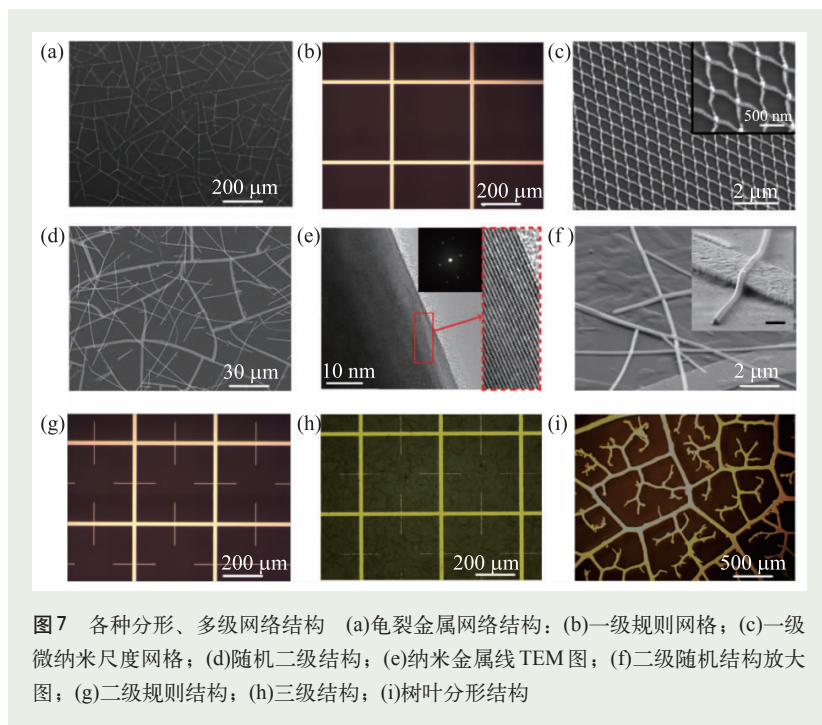 (a)
200 μm
(b)
200 μm
(c)
500 nm
2 μm
(d)
30 μm
(e)
10 nm
(f)
2 μm
(g)
200 μm
(h)
200 μm
(i)
500 μm
图7 各种分形、多级网络结构 (a)龟裂金属网络结构：(b)一级规则网格；(c)一级
微纳米尺度网格；(d)随机二级结构；(e)纳米金属线TEM图；(f)二级随机结构放大
图；(g)二级规则结构；(h)三级结构；(i)树叶分形结构